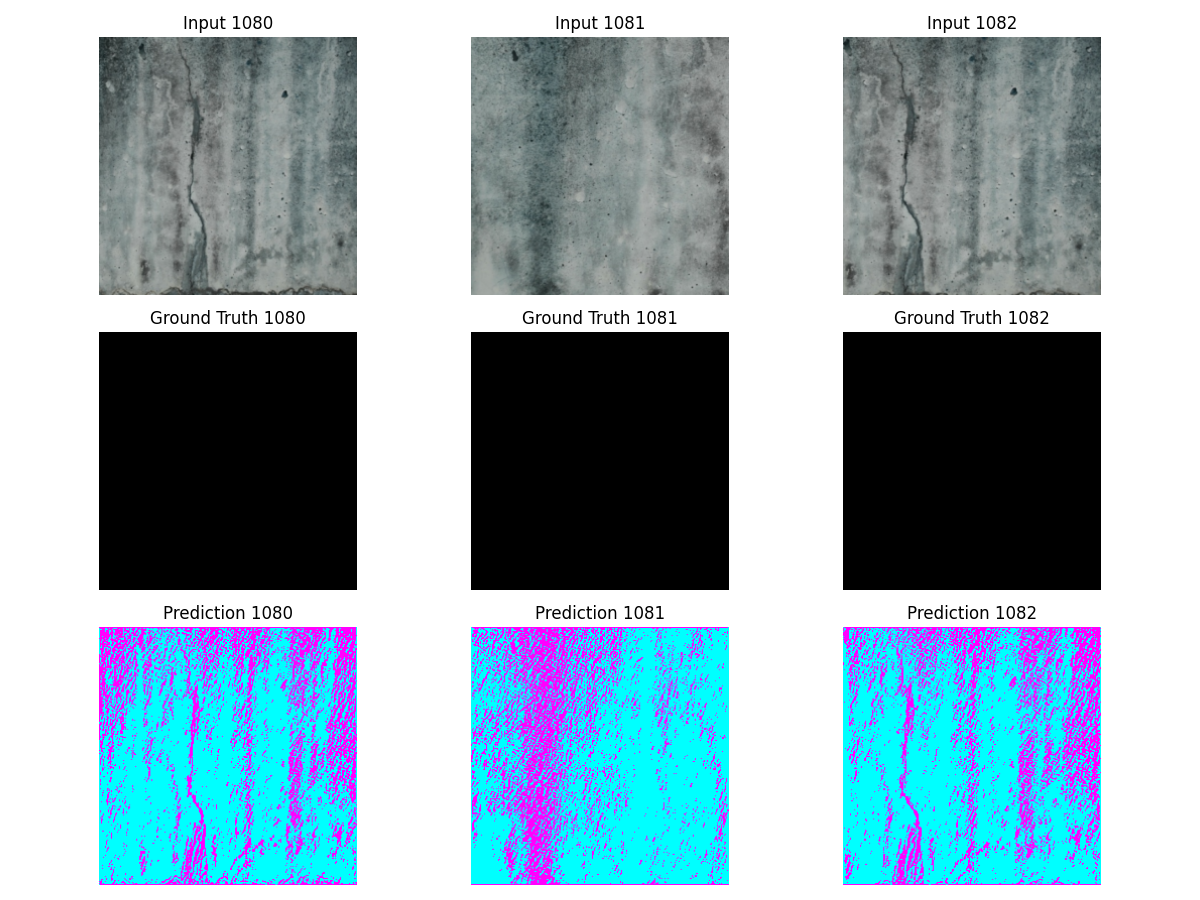 Input 1080
Input 1081
Input 1082
Ground Truth 1080
Ground Truth 1081
Ground Truth 1082
Prediction 1080
Prediction 1081
Prediction 1082